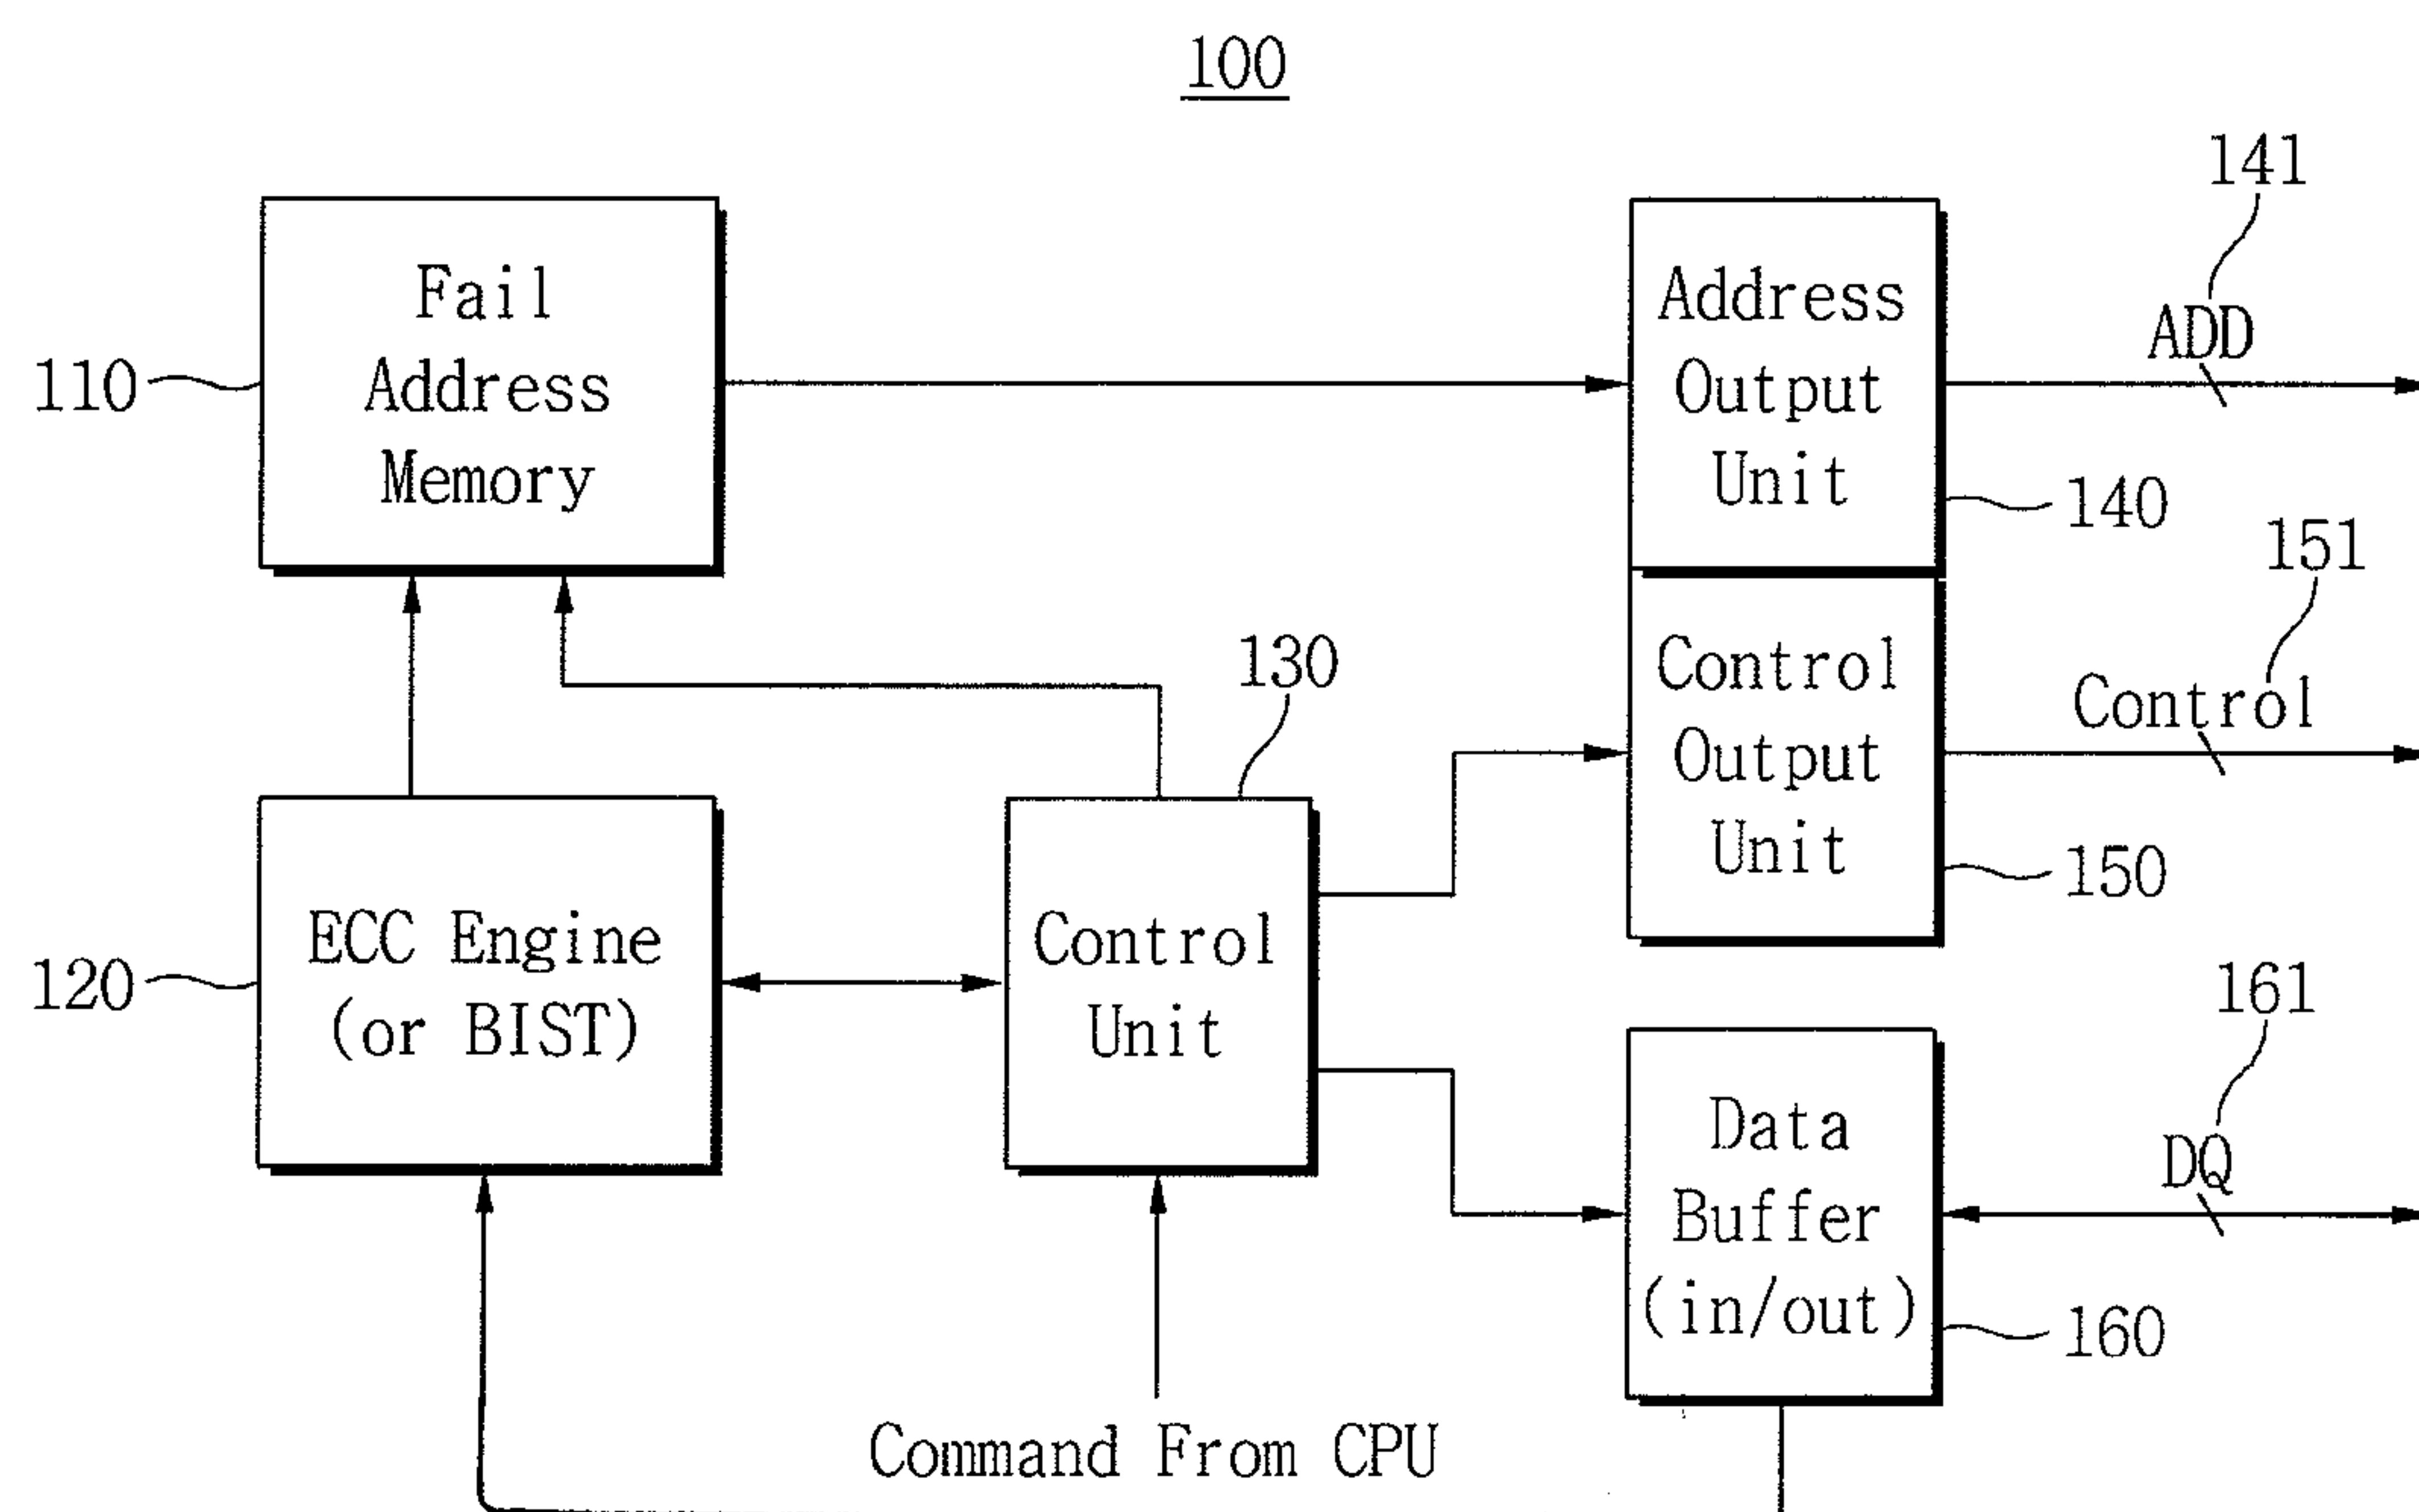 100
141
Fail
Address
Memory
110
Address
Output
Unit
ADD
140
151
130
Control
Output
Unit
Control
150
ECC Engine
(or BIST)
120
Control
Unit
161
Data
Buffer
(in/out)
DQ
160
Command From CPU